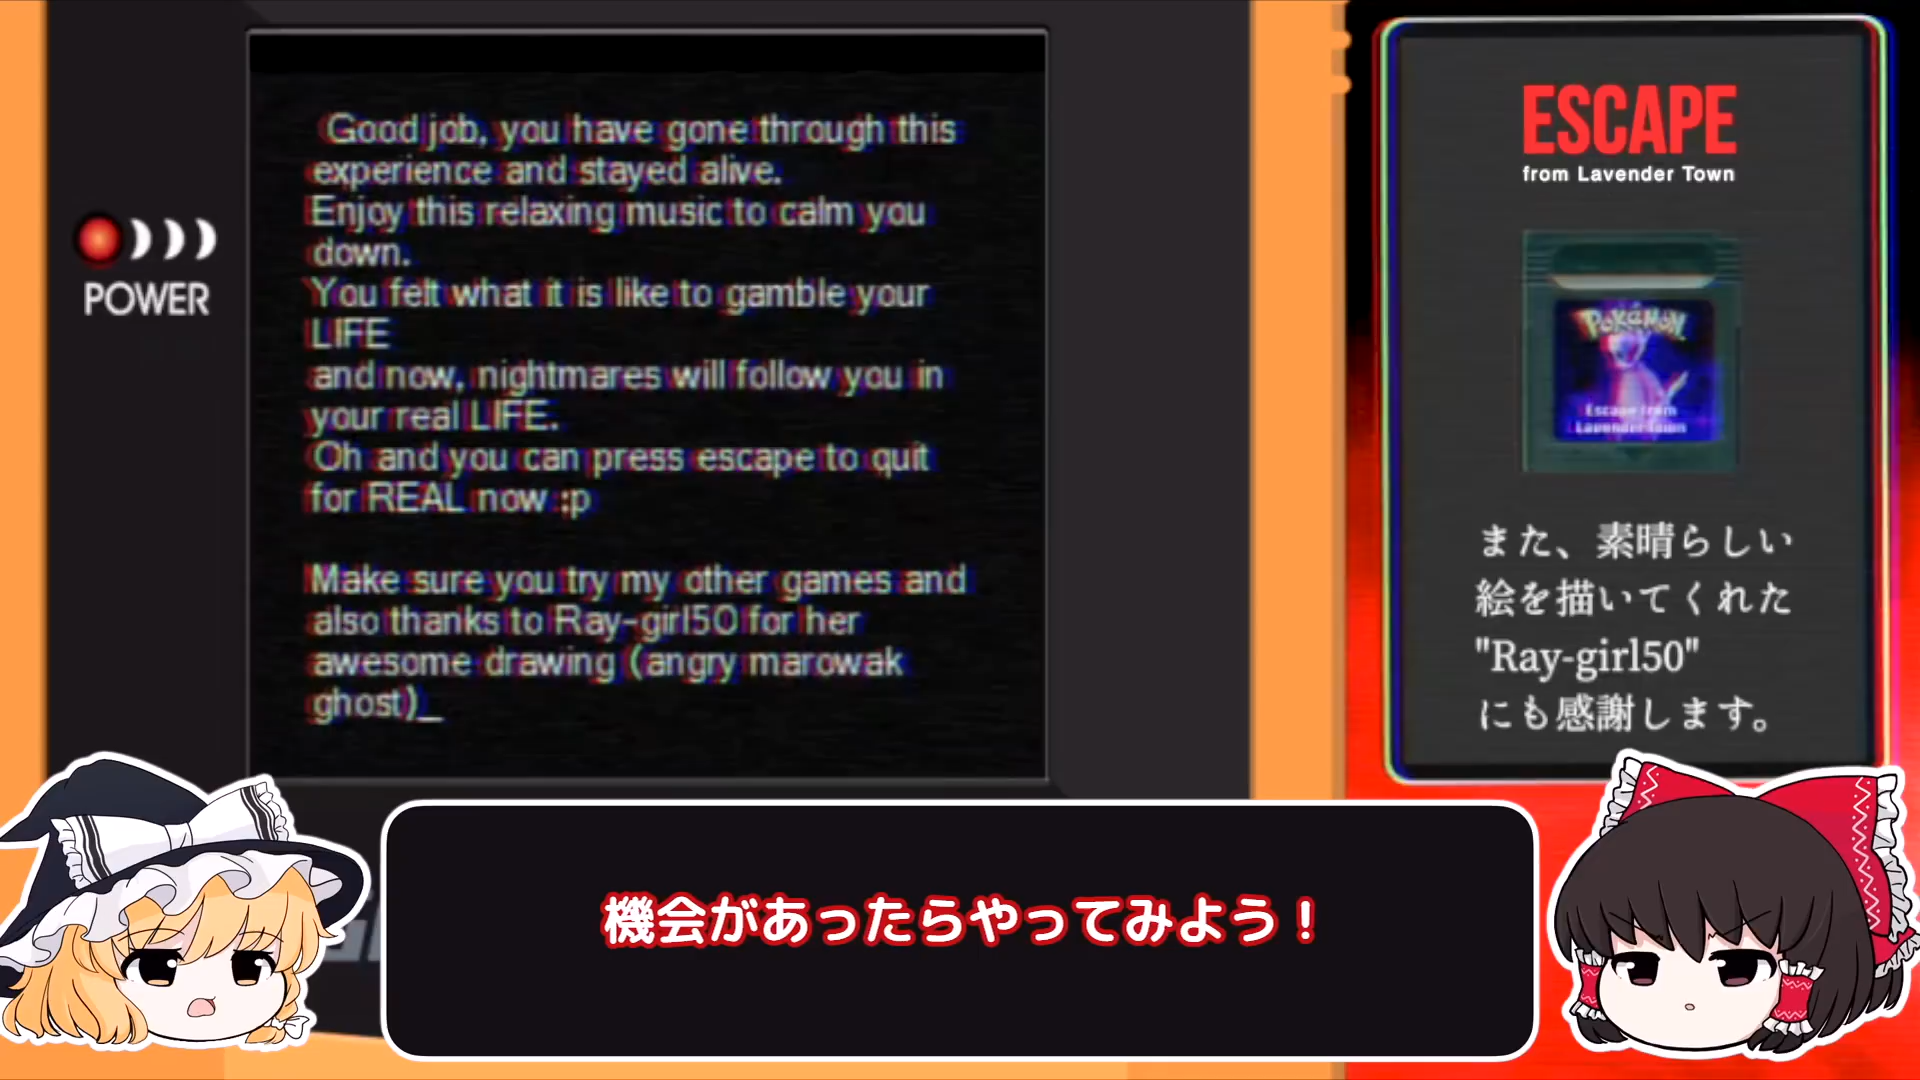 Good job, you have gone through this
experience and stayed alive.
Enjoy this relaxing music to calm you
down.
You felt what it is like to gamble your
LIFE
and now, nightmares will follow you in
your real LIFE.
Oh and you can press escape to quit
for REAL now :p
Make sure you try my other games and
also thanks to Ray-girl50 for her
awesome drawing (angry marowak
ghost)_
POWER
ESCAPE
from Lavender Town
POKéMON
Escape from
Lavender Town
また、素晴らしい
絵を描いてくれた
"Ray-girl50"
にも感謝します。
機会があったらやってみよう！